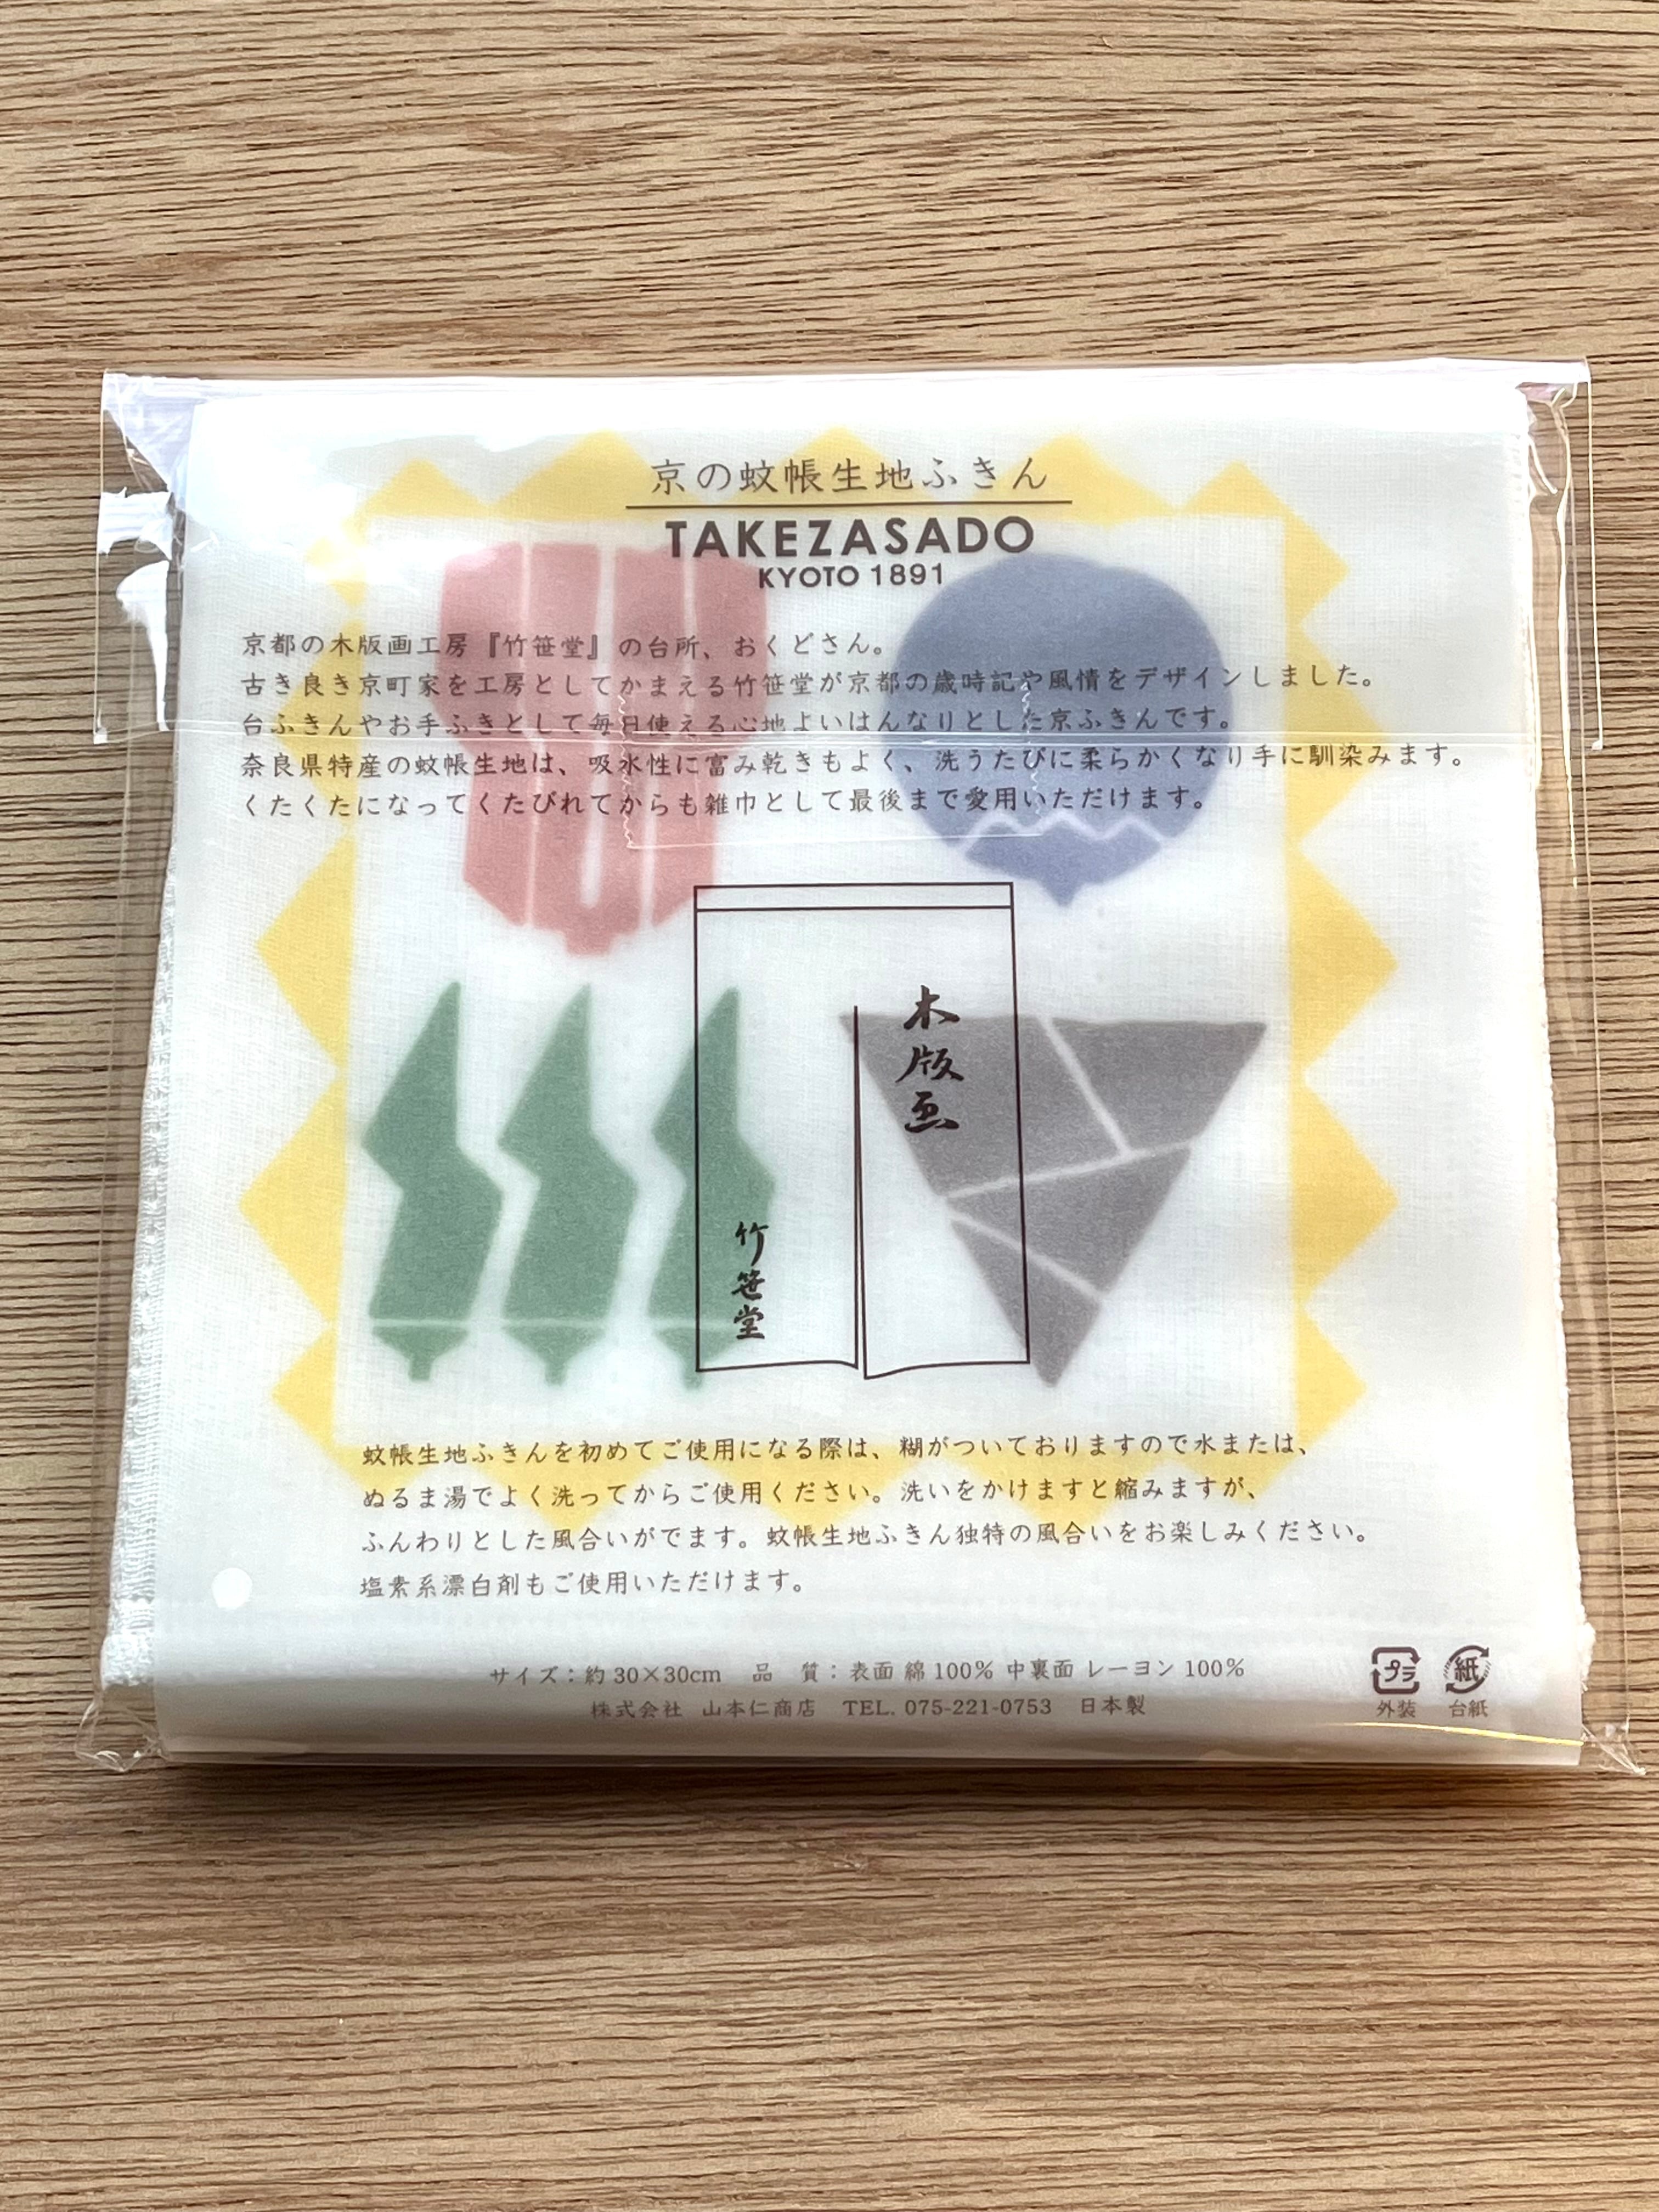 京の蚊帳生地ふきん
TAKEZASADO
KYOTO 1891
京都の木版画工房『竹笹堂』の台所、おくどさん。
古き良き京町家を工房としてかまえる竹笹堂が京都の歳時記や風情をデザインしました。
台ふきんやお手ふきとして毎日使える心地よいはんなりとした京ふきんです。
奈良県特産の蚊帳生地は、吸水性に富み乾きもよく、洗うたびに柔らかくなり手に馴染みます。
くたくたになってくたびれてからも雑巾として最後まで愛用いただけます。
木版画
竹笹堂
蚊帳生地ふきんを初めてご使用になる際は、糊がついておりますので水または、
ぬるま湯でよく洗ってからご使用ください。洗いをかけますと縮みますが、
ふんわりとした風合いがでます。蚊帳生地ふきん独特の風合いをお楽しみください。
塩素系漂白剤もご使用いただけます。
サイズ：約30×30cm　品　質：表面 綿100% 中裏面 レーヨン100%
株式会社 山本仁商店　TEL. 075-221-0753　日本製
プラ 紙
外装 台紙